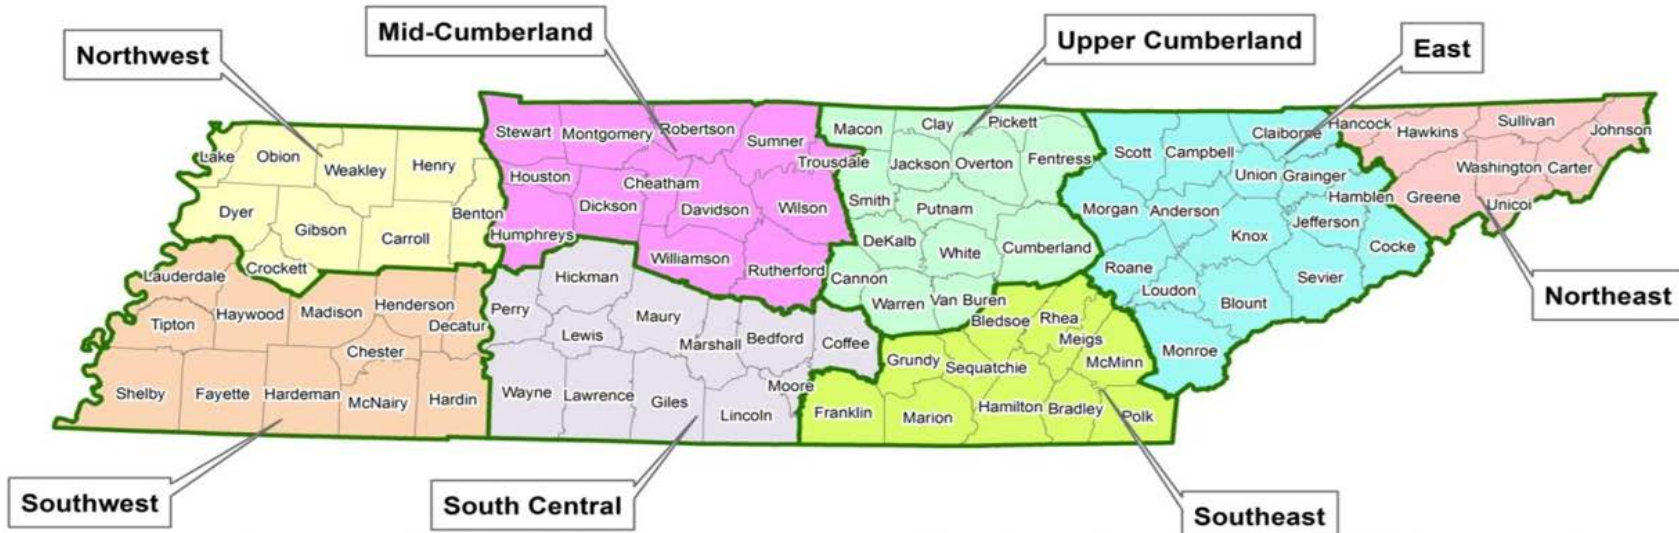 Northwest
Mid-Cumberland
Upper Cumberland
East
Northeast
Southwest
South Central
Southeast
Lake
Obion
Weakley
Henry
Dyer
Gibson
Carroll
Benton
Crockett
Stewart
Montgomery
Robertson
Sumner
Trousdale
Houston
Cheatham
Dickson
Davidson
Wilson
Humphreys
Williamson
Rutherford
Macon
Clay
Pickett
Jackson
Overton
Fentress
Smith
Putnam
DeKalb
White
Cumberland
Cannon
Warren
Van Buren
Scott
Campbell
Claiborne
Union
Grainger
Hamblen
Morgan
Anderson
Jefferson
Knox
Cocke
Roane
Loudon
Blount
Sevier
Monroe
Hancock
Hawkins
Sullivan
Johnson
Washington
Carter
Greene
Unicoi
Lauderdale
Tipton
Haywood
Madison
Henderson
Decatur
Chester
Shelby
Fayette
Hardeman
McNairy
Hardin
Hickman
Perry
Lewis
Maury
Marshall
Bedford
Coffee
Wayne
Lawrence
Giles
Moore
Lincoln
Bledsoe
Rhea
Meigs
Grundy
Sequatchie
McMinn
Franklin
Marion
Hamilton
Bradley
Polk